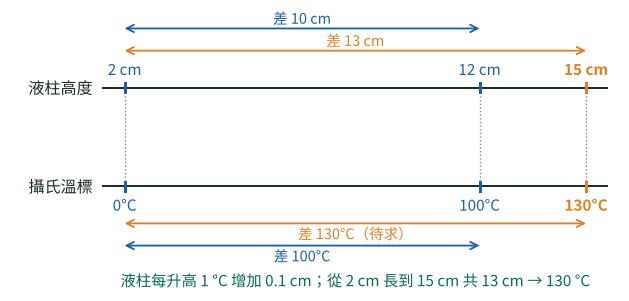 差 10 cm
差 13 cm
2 cm
12 cm
15 cm
液柱高度
攝氏溫標
0°C
100°C
130°C
差 130°C（待求）
差 100°C
液柱每升高 1 °C 增加 0.1 cm；從 2 cm 長到 15 cm 共 13 cm → 130 °C